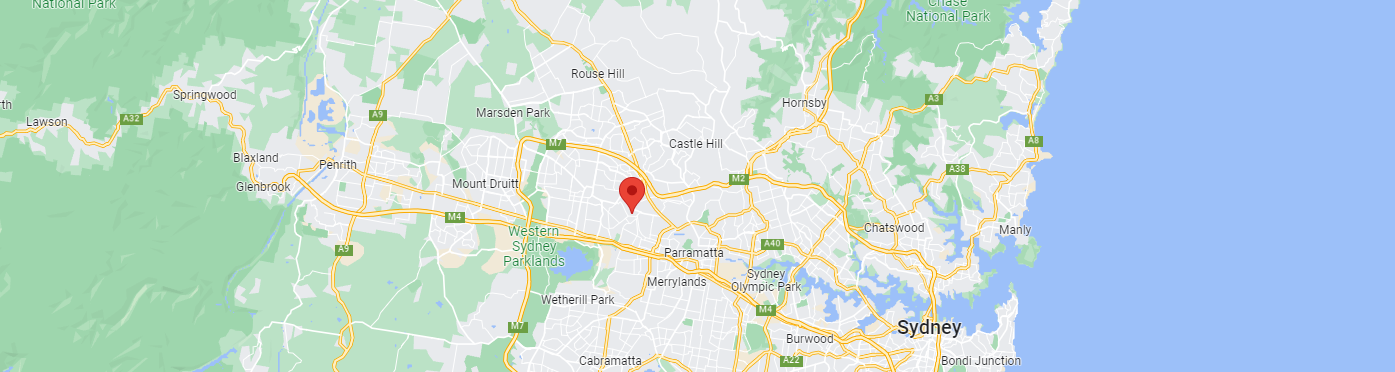 National Park
Chase
National Park
Rouse Hill
Springwood
A3
Hornsby
rth
Lawson
A32
A9
Marsden Park
M7
Castle Hill
A8
Blaxland
Penrith
A38
Glenbrook
Mount Druitt
M2
M4
Western
Sydney
Parklands
Chatswood
Manly
A9
Parramatta
A40
Sydney
Olympic Park
Merrylands
Wetherill Park
M4
M7
Sydney
Burwood
Cabramatta
A22
Bondi Junction